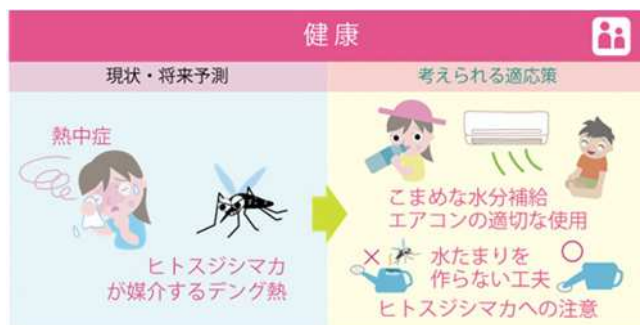 健康
現状・将来予測
考えられる適応策
熱中症
ヒトスジシマカ
が媒介するデング熱
こまめな水分補給
エアコンの適切な使用
×
水たまりを
作らない工夫
○
ヒトスジシマカへの注意